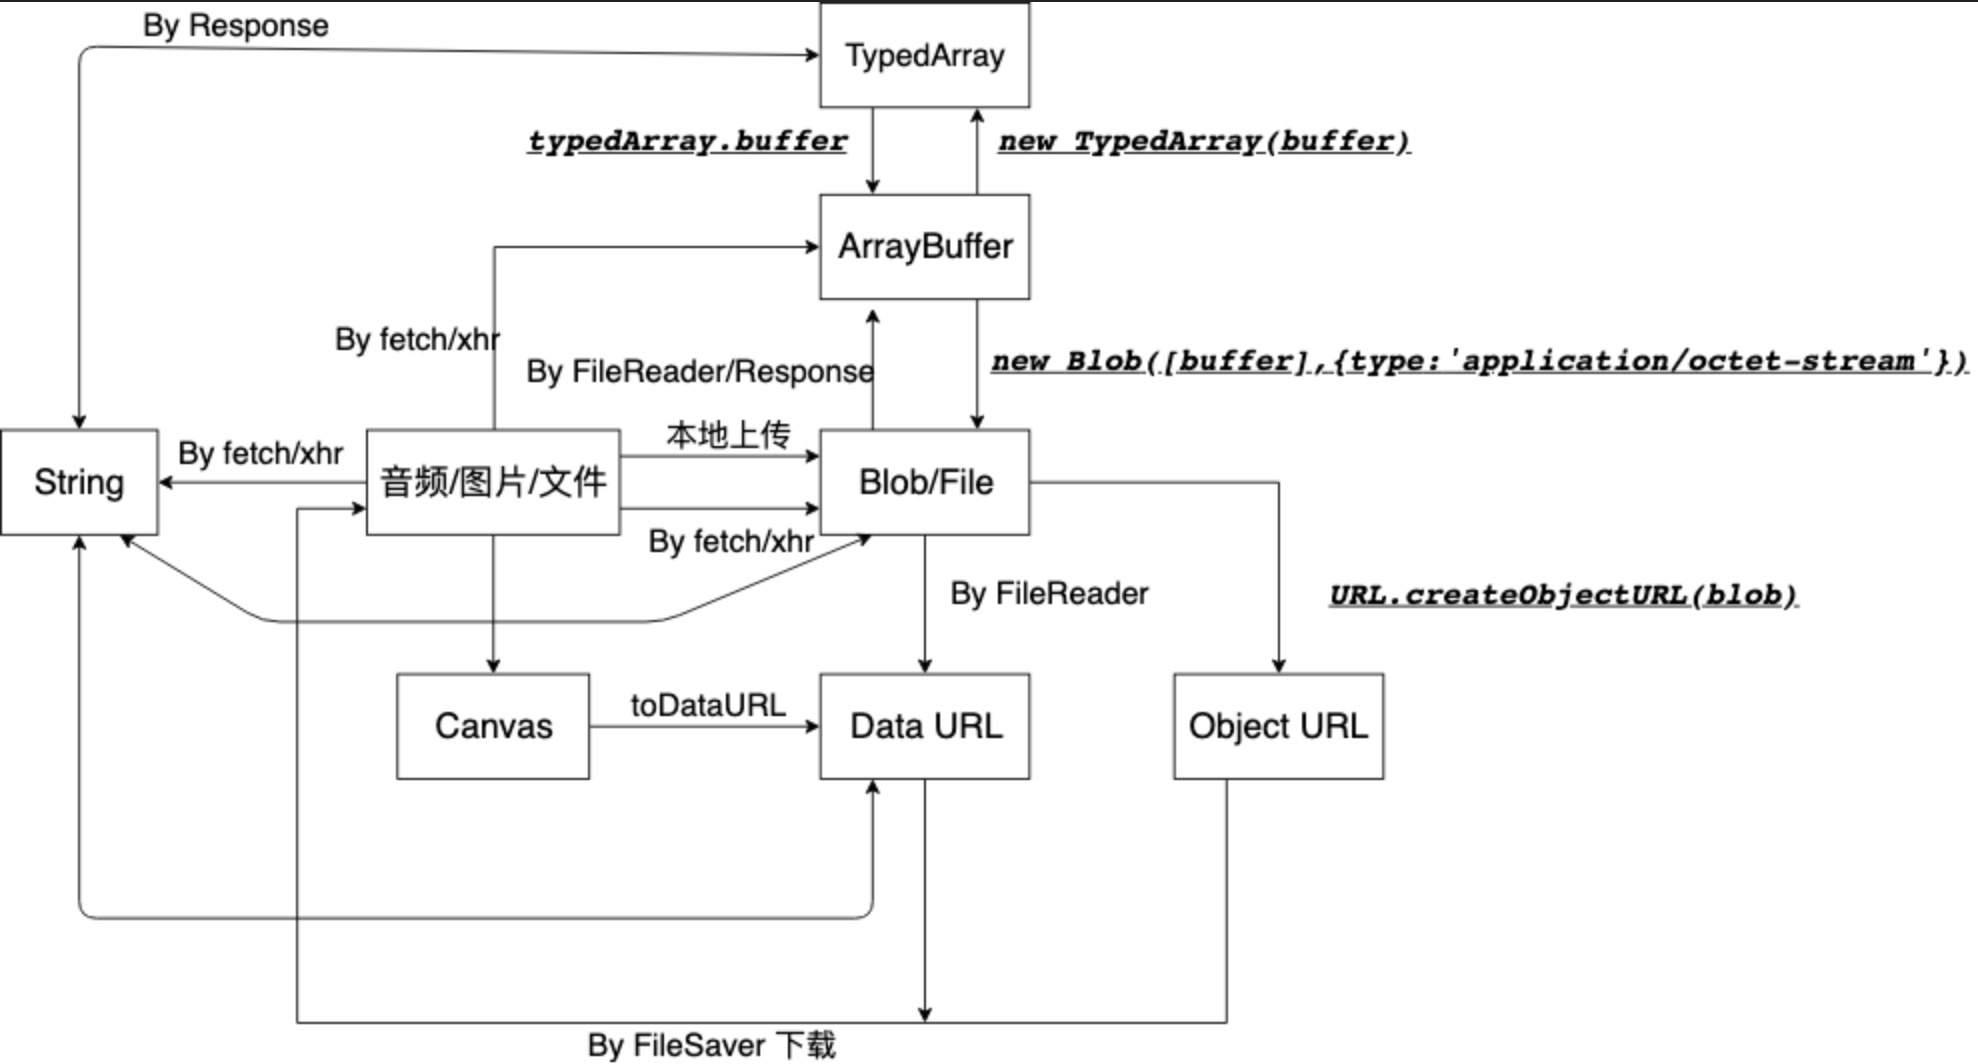 By Response
TypedArray
typedArray.buffer
new TypedArray(buffer)
ArrayBuffer
By fetch/xhr
By FileReader/Response
new Blob([buffer],{type:'application/octet-stream'})
本地上传
By fetch/xhr
String
音频/图片/文件
Blob/File
By fetch/xhr
By FileReader
URL.createObjectURL(blob)
toDataURL
Canvas
Data URL
Object URL
By FileSaver 下载